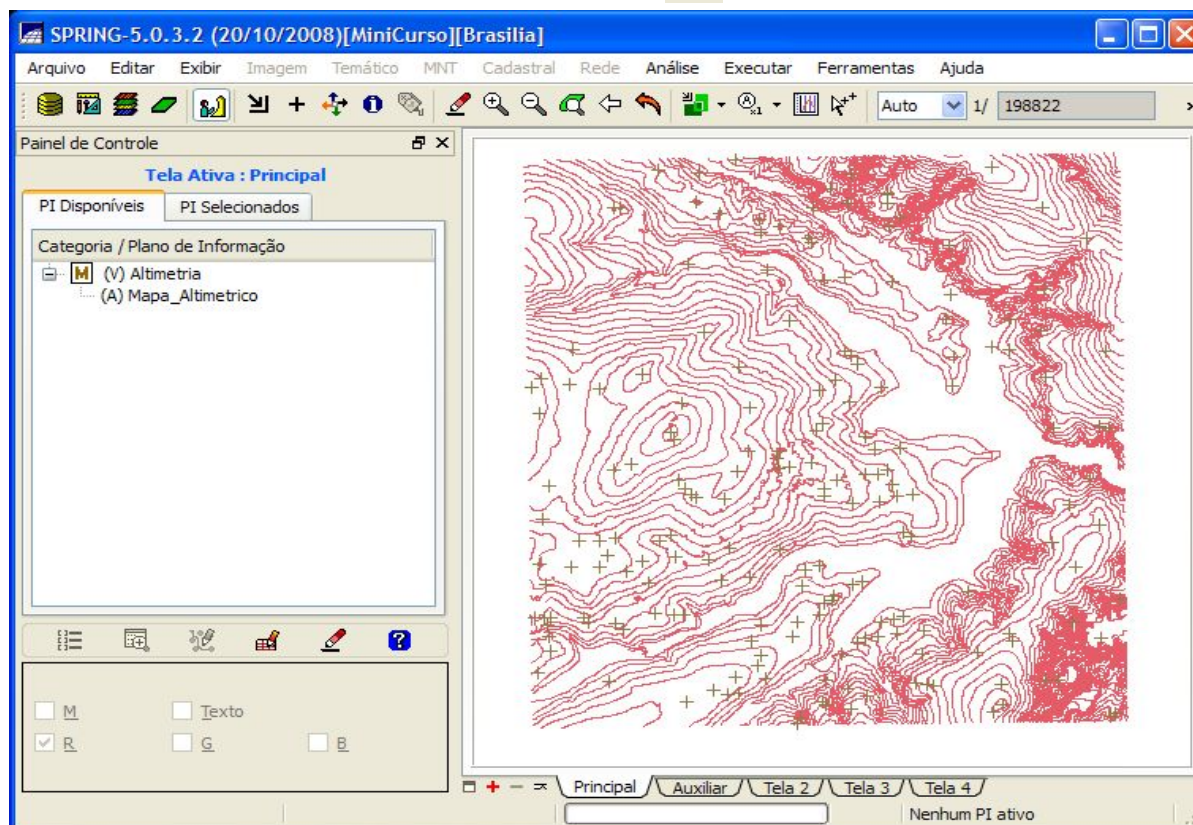 SPRING-5.0.3.2 (20/10/2008)[MiniCurso][Brasilia]
Arquivo Editar Exibir Imagem Temático MNT Cadastral Rede Análise Executar Ferramentas Ajuda
Auto 1/ 198822
Painel de Controle
Tela Ativa : Principal
PI Disponíveis PI Selecionados
Categoria / Plano de Informação
M (V) Altimetria
(A) Mapa_Altimetrico
M Texto
R G B
Principal Auxiliar Tela 2 Tela 3 Tela 4
Nenhum PI ativo